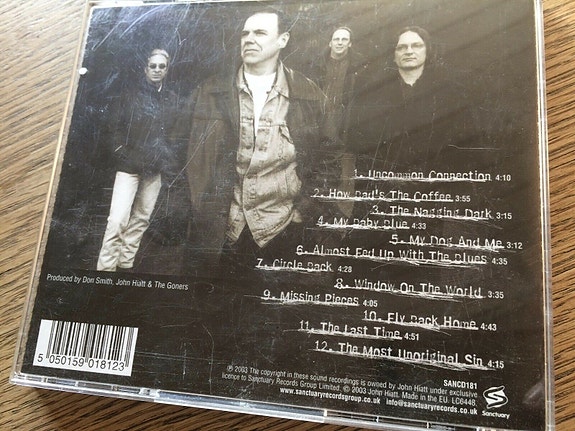 1. Uncommon Connection 4:10
2. How Bad's The Coffee 3:55
3. The Nagging Dark 3:15
4. My Baby Blue 4:33
5. My Dog And Me 3:12
6. Almost Fed Up With The Blues 4:35
7. Circle Back 4:28
8. Window On The World 3:35
9. Missing Pieces 4:05
10. Fly Back Home 4:43
11. The Last Time 4:51
12. The Most Unoriginal Sin 4:15
Produced by Don Smith, John Hiatt & The Goners
5 050159 018123
SANCD181
℗ 2003 The copyright in these sound recordings is owned by John Hiatt under exclusive
licence to Sanctuary Records Group Limited. © 2003 John Hiatt. Made in the EU. LC6448.
www.sanctuaryrecordsgroup.co.uk info@sanctuaryrecords.co.uk
Sanctuary